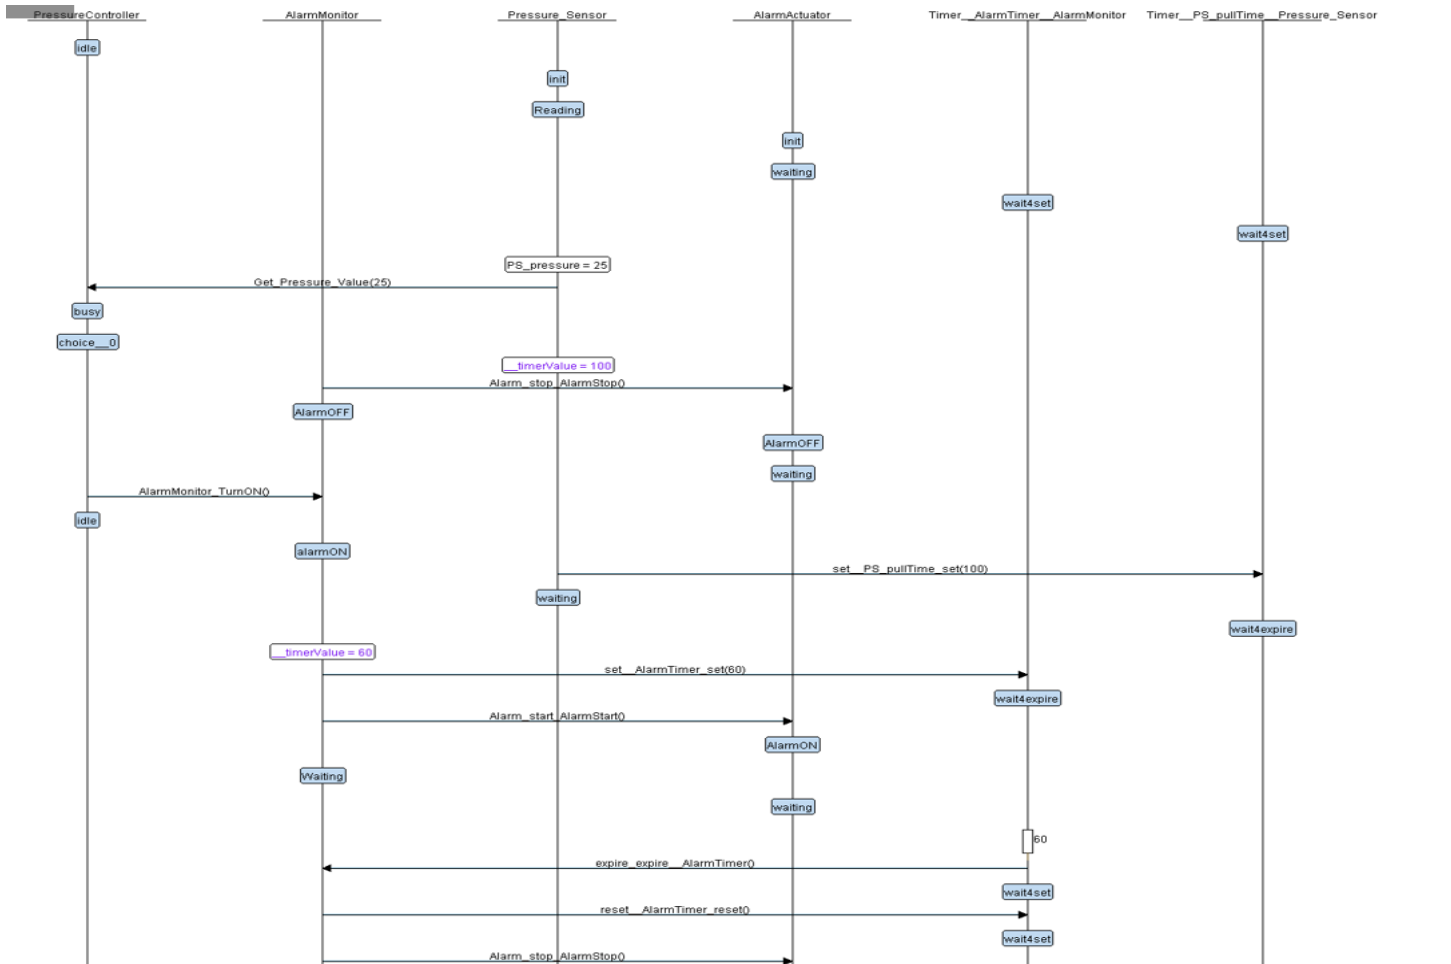 PressureController AlarmMonitor Pressure_Sensor AlarmActuator Timer__AlarmTimer__AlarmMonitor Timer__PS_pullTime__Pressure_Sensor
idle
init
Reading
init
waiting
wait4set
wait4set
PS_pressure = 25
Get_Pressure_Value(25)
busy
choice__0
__timerValue = 100
Alarm_stop_AlarmStop()
AlarmOFF
AlarmOFF
waiting
AlarmMonitor_TurnON()
idle
alarmON
set__PS_pullTime_set(100)
waiting
wait4expire
__timerValue = 60
set__AlarmTimer_set(60)
wait4expire
Alarm_start_AlarmStart()
AlarmON
Waiting
waiting
60
expire_expire__AlarmTimer()
wait4set
reset__AlarmTimer_reset()
wait4set
Alarm_stop_AlarmStop()